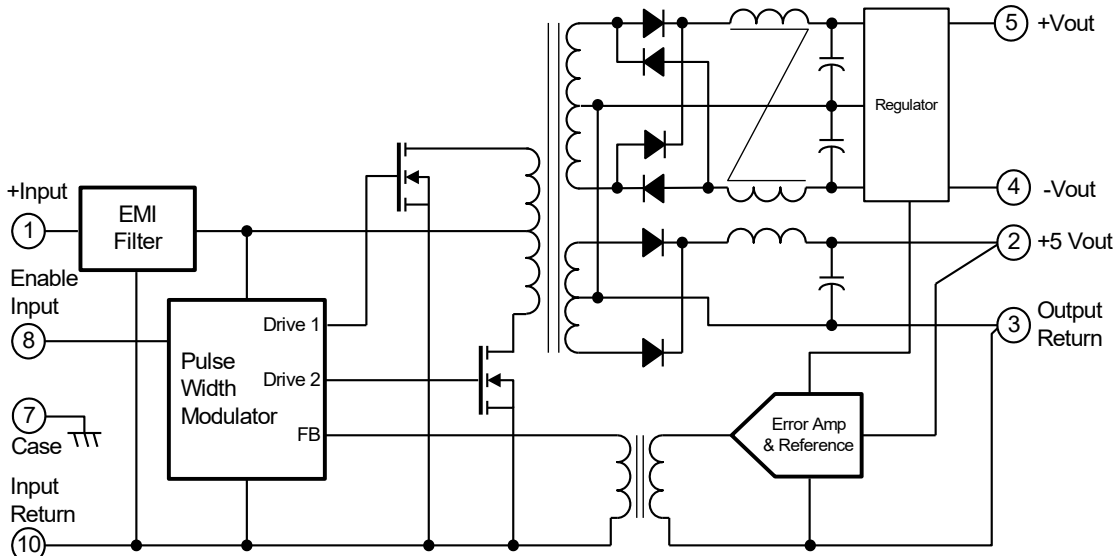 +Input
1
EMI
Filter
Enable
Input
8
Drive 1
Pulse
Width
Modulator
Drive 2
FB
7
Case
Input
Return
10
Regulator
5 +Vout
4 -Vout
2 +5 Vout
3 Output
Return
Error Amp
& Reference